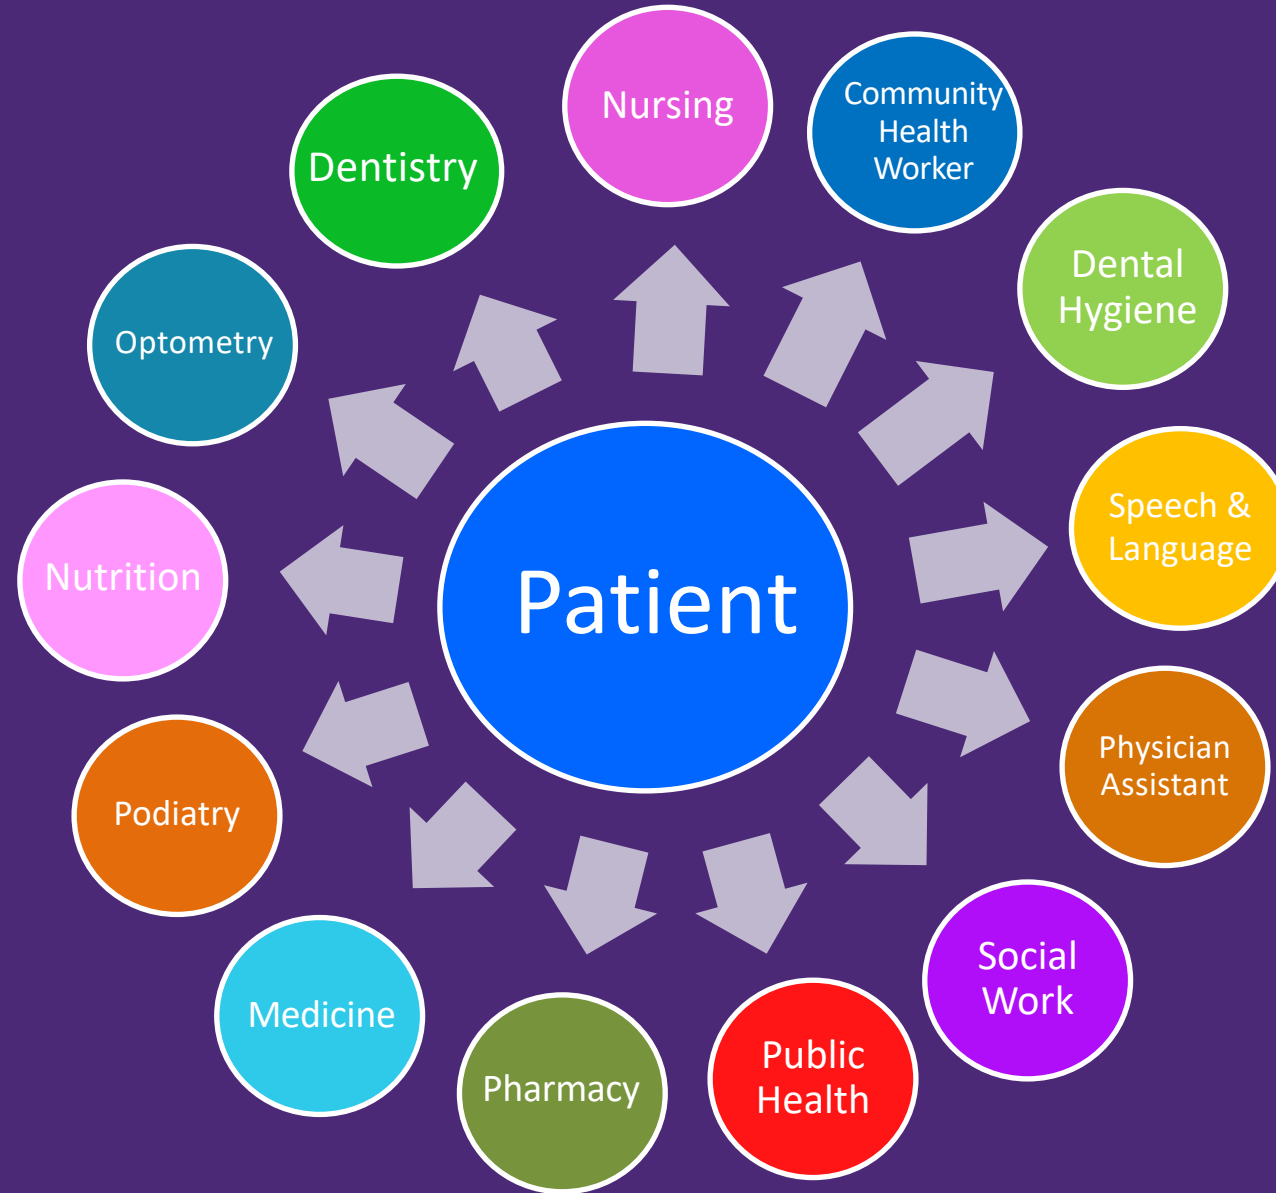 Nursing
Community
Health
Worker
Dental
Hygiene
Speech &
Language
Physician
Assistant
Social
Work
Public
Health
Pharmacy
Medicine
Podiatry
Nutrition
Optometry
Dentistry
Patient